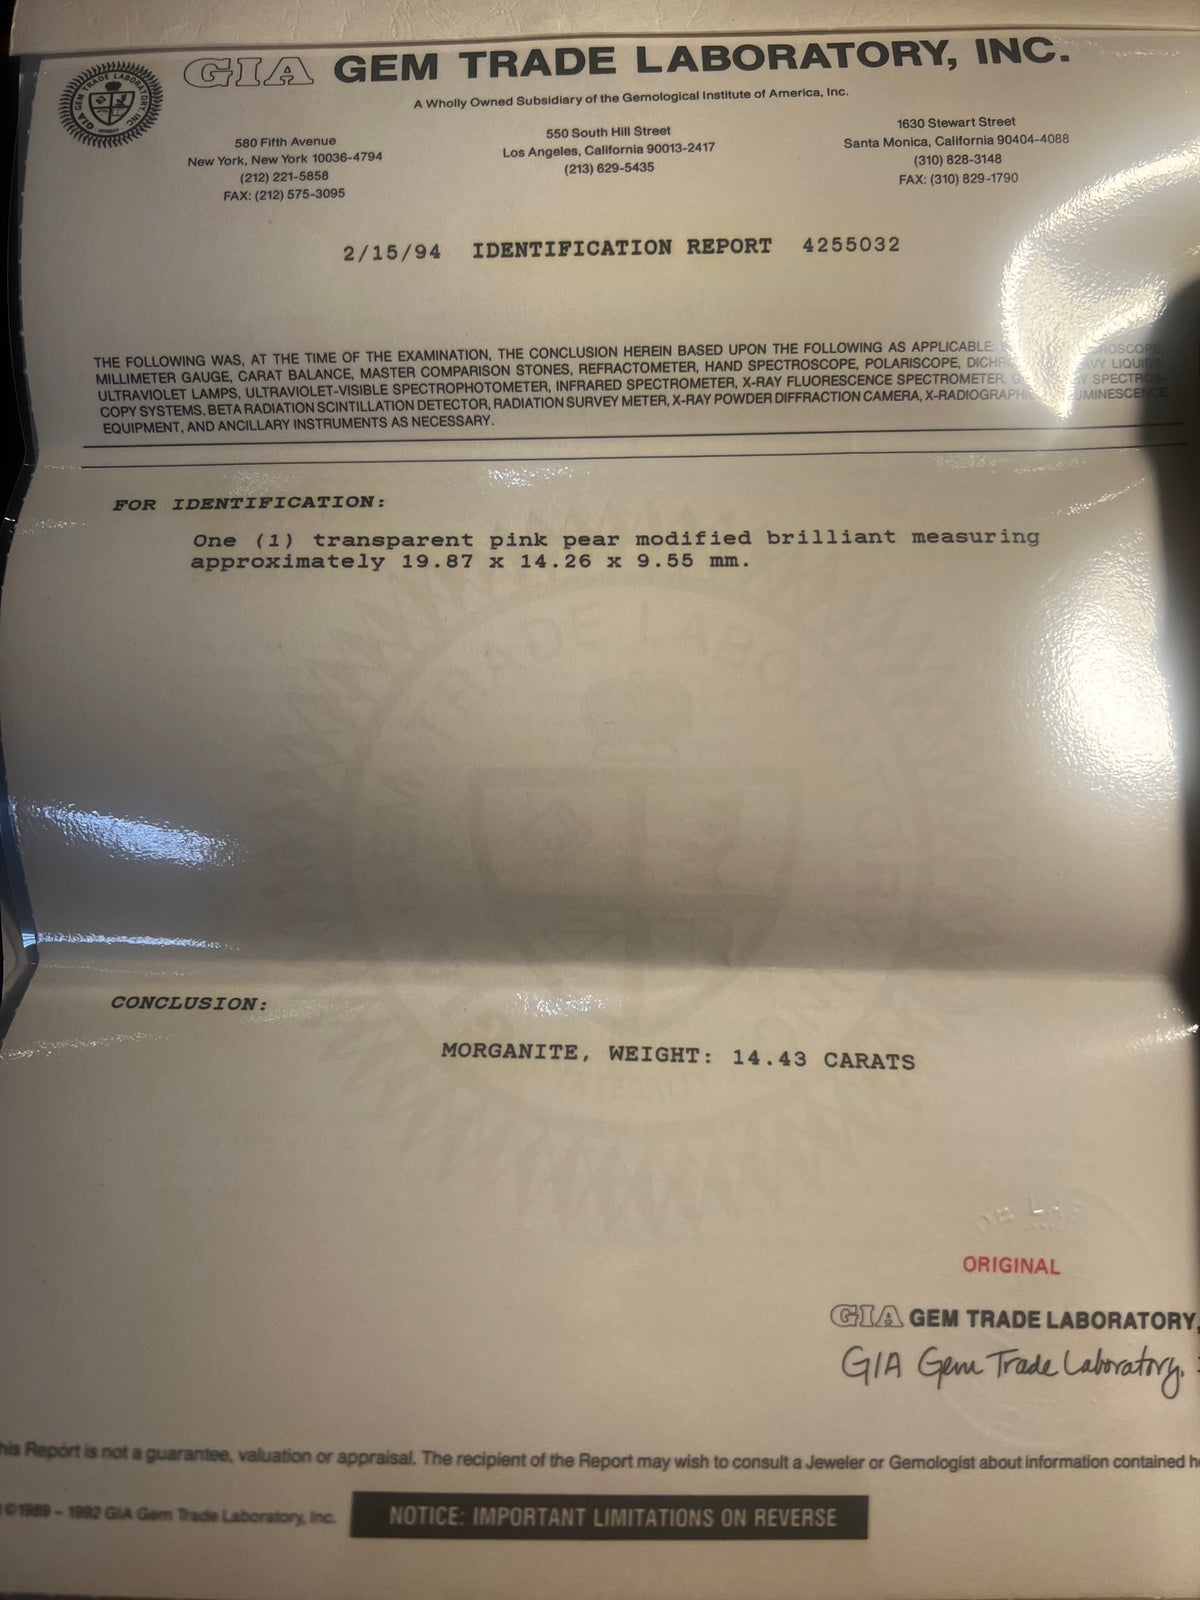 GIA GEM TRADE LABORATORY, INC.
A Wholly Owned Subsidiary of the Gemological Institute of America, Inc.
580 Fifth Avenue
New York, New York 10036-4794
(212) 221-5858
FAX: (212) 575-3095
550 South Hill Street
Los Angeles, California 90013-2417
(213) 629-5435
1630 Stewart Street
Santa Monica, California 90404-4088
(310) 828-3148
FAX: (310) 829-1790
2/15/94 IDENTIFICATION REPORT 4255032
THE FOLLOWING WAS, AT THE TIME OF THE EXAMINATION, THE CONCLUSION HEREIN BASED UPON THE FOLLOWING AS APPLICABLE:
MILLIMETER GAUGE, CARAT BALANCE, MASTER COMPARISON STONES, REFRACTOMETER, HAND SPECTROSCOPE, POLARISCOPE, LIQUIDS,
ULTRAVIOLET LAMPS, ULTRAVIOLET-VISIBLE SPECTROPHOTOMETER, INFRARED SPECTROMETER, X-RAY FLUORESCENCE SPECTROMETER, SPECTROS-
COPY SYSTEMS, BETA RADIATION SCINTILLATION DETECTOR, RADIATION SURVEY METER, X-RAY POWDER DIFFRACTION CAMERA,
EQUIPMENT, AND ANCILLARY INSTRUMENTS AS NECESSARY.
FOR IDENTIFICATION:
One (1) transparent pink pear modified brilliant measuring
approximately 19.87 x 14.26 x 9.55 mm.
CONCLUSION:
MORGANITE, WEIGHT: 14.43 CARATS
ORIGINAL
GIA GEM TRADE LABORATORY,
GIA Gem Trade Laboratory,
his Report is not a guarantee, valuation or appraisal. The recipient of the Report may wish to consult a Jeweler or Gemologist about information contained h
©1989 – 1992 GIA Gem Trade Laboratory, Inc.
NOTICE: IMPORTANT LIMITATIONS ON REVERSE